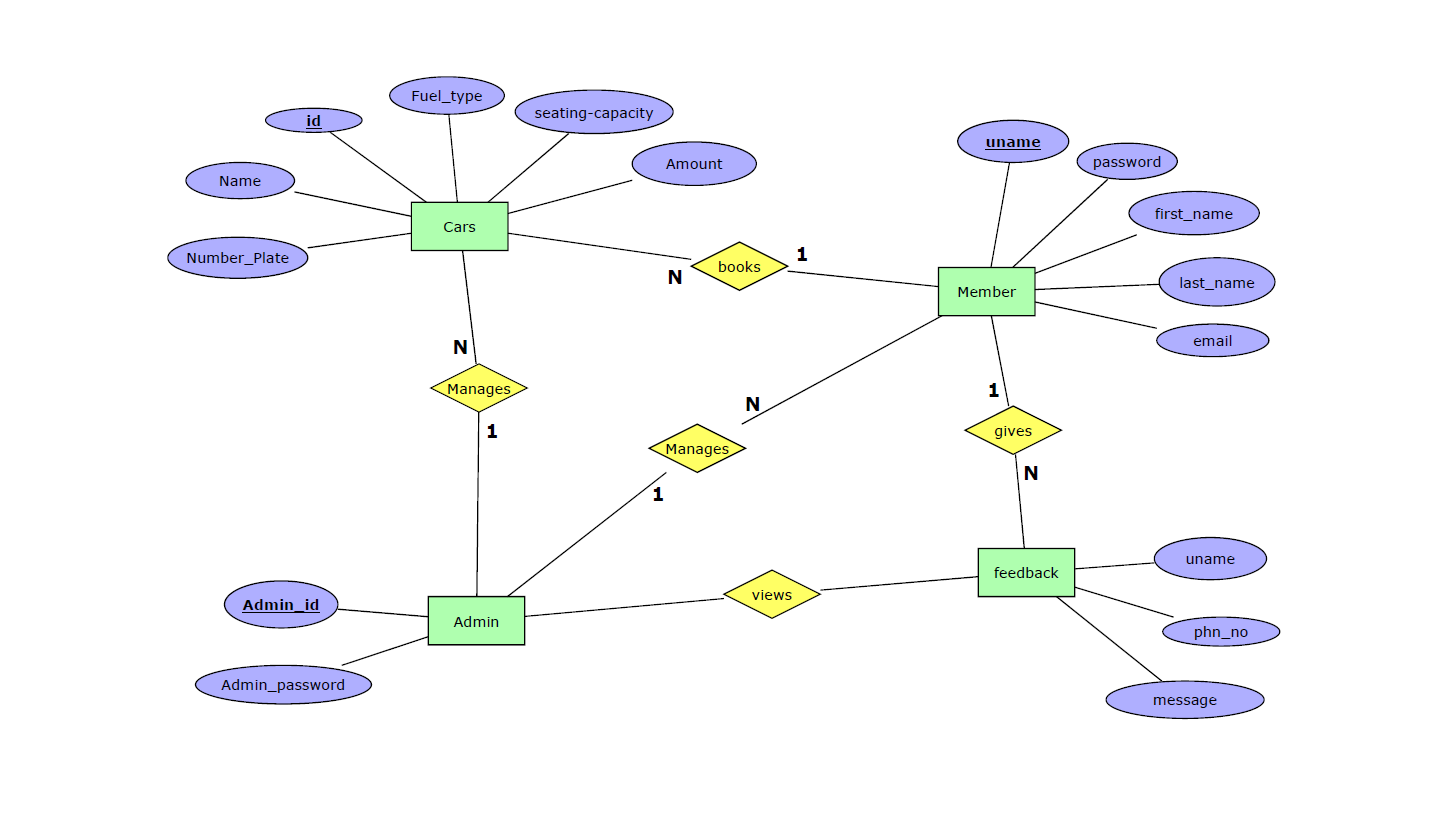 Fuel_type
seating-capacity
id
uname
password
Amount
Name
first_name
Cars
Number_Plate
1
books
N
last_name
Member
email
N
Manages
1
1
N
gives
Manages
N
1
uname
feedback
views
Admin_id
Admin
phn_no
Admin_password
message